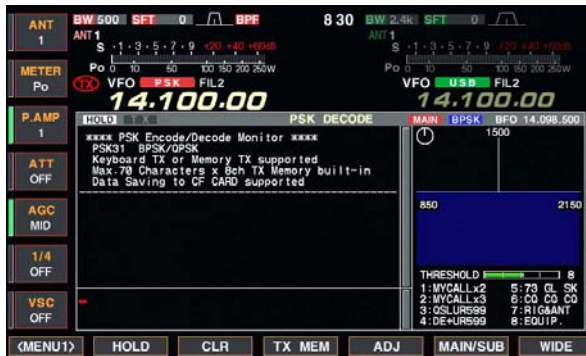 ANT
1
BW 500 SFT 0 BPF
ANT1
S 1 3 5 7 9 +20 +40 +60dB
Po 0 10 50 100 150 200 250W
TX VFO PSK FIL2
14.100.00
8 30
BW 2.4k SFT 0
ANT1
S 1 3 5 7 9 +20 +40 +60dB
Po 0 10 50 100 150 200 250W
VFO USB FIL2
14.100.00
METER
Po
P.AMP
1
ATT
OFF
AGC
MID
1/4
OFF
VSC
OFF
HOLD TX PSK DECODE
**** PSK Encode/Decode Monitor ****
PSK31 BPSK/QPSK
Keyboard TX or Memory TX supported
Max.70 Characters x 8ch TX Memory built-in
Data Saving to CF CARD supported
MAIN BPSK BFO 14.098.500
1500
850 2150
THRESHOLD 8
1:MYCALLx2 5:73 GL SK
2:MYCALLx3 6:CQ CQ CQ
3:QSLUR599 7:RIG&ANT
4:DE+UR599 8:EQUIP.
<MENU1> HOLD CLR TX MEM ADJ MAIN/SUB WIDE